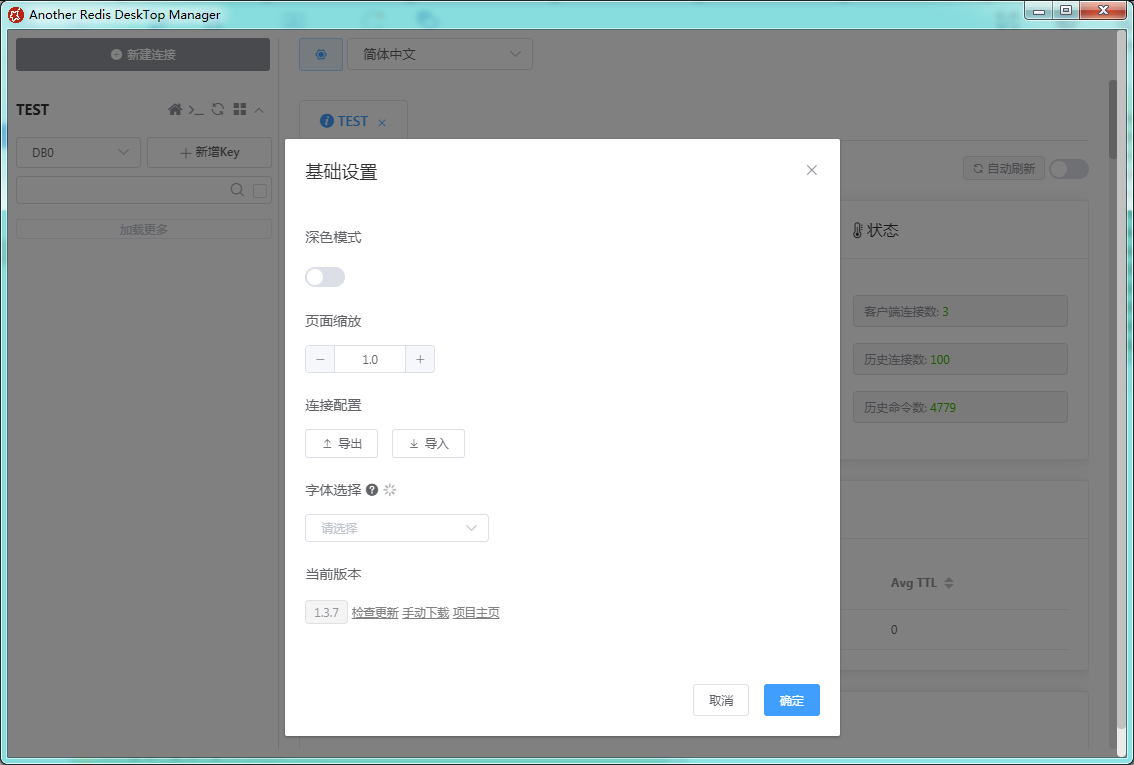 Another Redis DeskTop Manager
新建连接
简体中文
TEST
TEST
DB0
新增Key
加载更多
自动刷新
状态
客户端连接数: 3
历史连接数: 100
历史命令数: 4779
Avg TTL
0
基础设置
深色模式
页面缩放
1.0
连接配置
导出 导入
字体选择
请选择
当前版本
1.3.7 检查更新 手动下载 项目主页
取消 确定